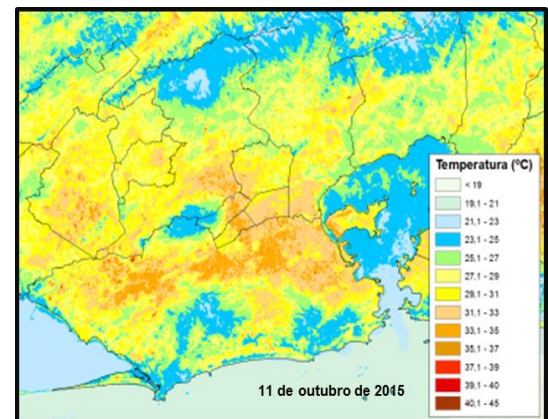 Temperatura (ºC)
< 19
19,1 - 21
21,1 - 23
23,1 - 25
25,1 - 27
27,1 - 29
29,1 - 31
31,1 - 33
33,1 - 35
35,1 - 37
37,1 - 39
39,1 - 40
40,1 - 45
11 de outubro de 2015